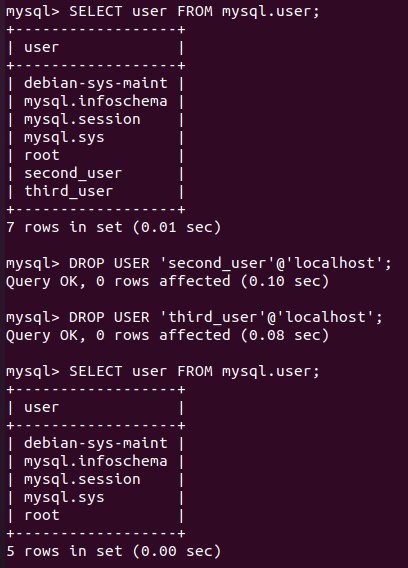 mysql> SELECT user FROM mysql.user;
+------------------+
| user             |
+------------------+
| debian-sys-maint |
| mysql.infoschema |
| mysql.session    |
| mysql.sys        |
| root             |
| second_user      |
| third_user       |
+------------------+
7 rows in set (0.01 sec)
mysql> DROP USER 'second_user'@'localhost';
Query OK, 0 rows affected (0.10 sec)
mysql> DROP USER 'third_user'@'localhost';
Query OK, 0 rows affected (0.08 sec)
mysql> SELECT user FROM mysql.user;
+------------------+
| user             |
+------------------+
| debian-sys-maint |
| mysql.infoschema |
| mysql.session    |
| mysql.sys        |
| root             |
+------------------+
5 rows in set (0.00 sec)